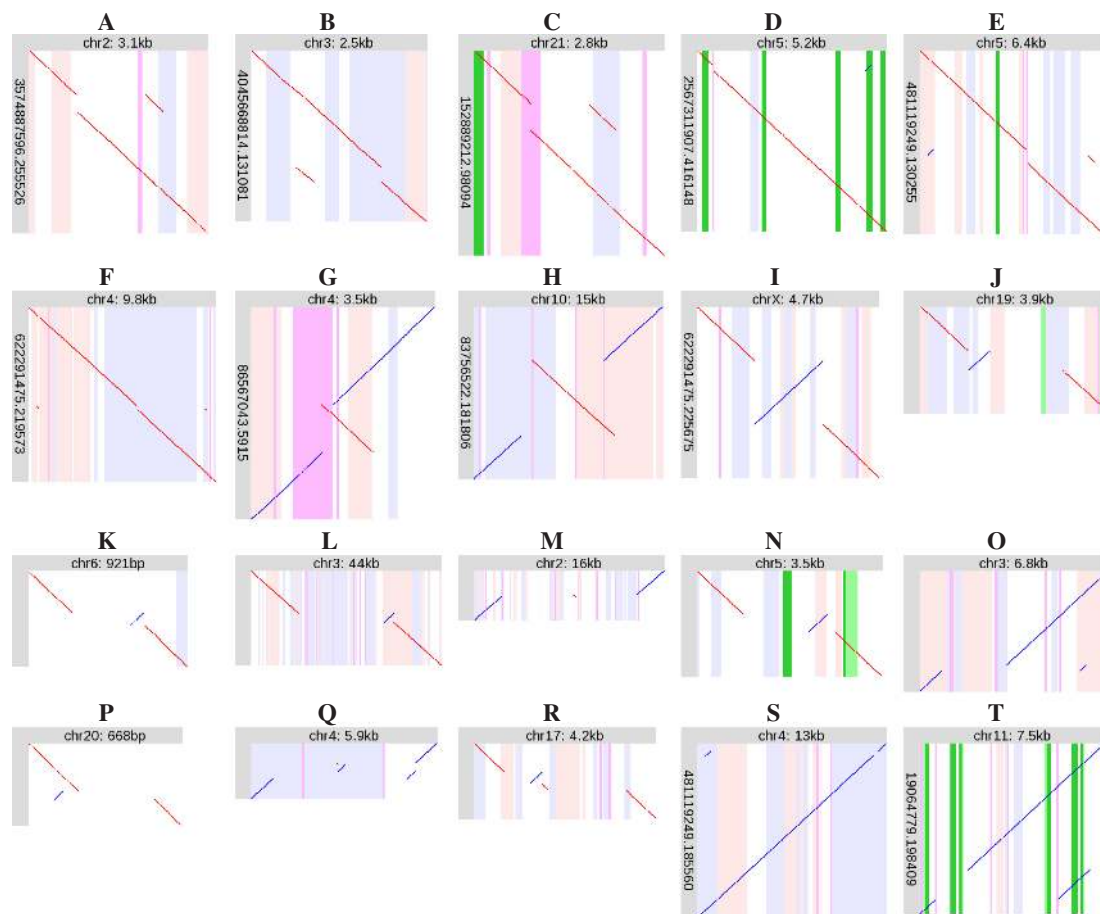 A
chr2: 3.1kb
3574887596.255526
B
chr3: 2.5kb
4045668814.131081
C
chr21: 2.8kb
152889212.98094
D
chr5: 5.2kb
2567311907.416148
E
chr5: 6.4kb
481119249.130255
F
chr4: 9.8kb
622291475.219573
G
chr4: 3.5kb
86567043.5915
H
chr10: 15kb
83756522.181806
I
chrX: 4.7kb
622291475.225675
J
chr19: 3.9kb
K
chr6: 921bp
L
chr3: 44kb
M
chr2: 16kb
N
chr5: 3.5kb
O
chr3: 6.8kb
P
chr20: 668bp
Q
chr4: 5.9kb
R
chr17: 4.2kb
S
chr4: 13kb
481119249.185560
T
chr11: 7.5kb
19064779.198409